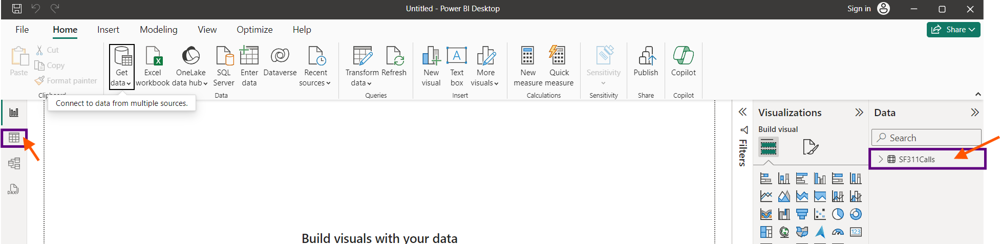 Untitled - Power BI Desktop
Sign in
File Home Insert Modeling View Optimize Help
Share
Paste
Cut
Copy
Format painter
Clipboard
Get data
Excel workbook
OneLake data hub
SQL Server
Enter data
Dataverse
Recent sources
Data
Transform data
Refresh
Queries
New visual
Text box
More visuals
Insert
New measure
Quick measure
Calculations
Sensitivity
Sensitivity
Publish
Share
Copilot
Copilot
Connect to data from multiple sources.
DAX
Build visuals with your data
Filters
Visualizations
Build visual
123
Data
Search
SF311Calls